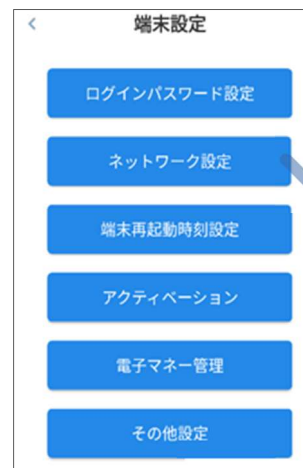 端末設定
ログインパスワード設定
ネットワーク設定
端末再起動時刻設定
アクティベーション
電子マネー管理
その他設定